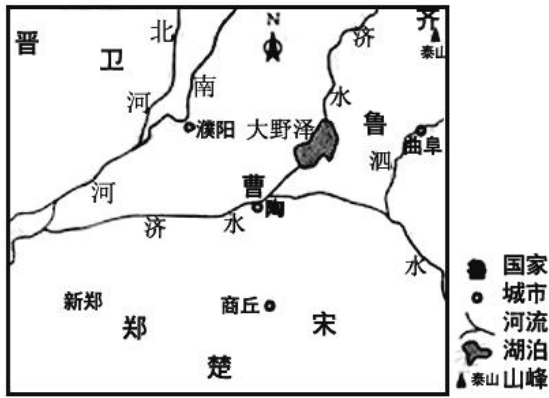 N
齐
晋
卫
北
济
泰山
河
南
水
濮阳
大野泽
鲁
曲阜
泗
河
曹
济
水
陶
水
新郑
郑
商丘
宋
楚
国家
城市
河流
湖泊
泰山 山峰